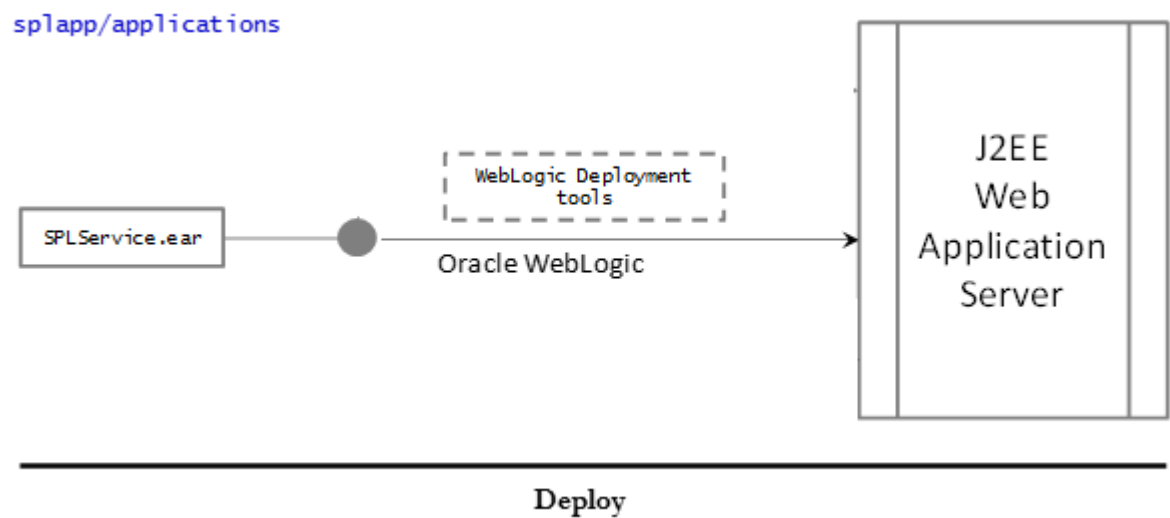 splapp/applications
WebLogic Deployment
tools
SPLService.ear
Oracle WebLogic
J2EE
Web
Application
Server
Deploy